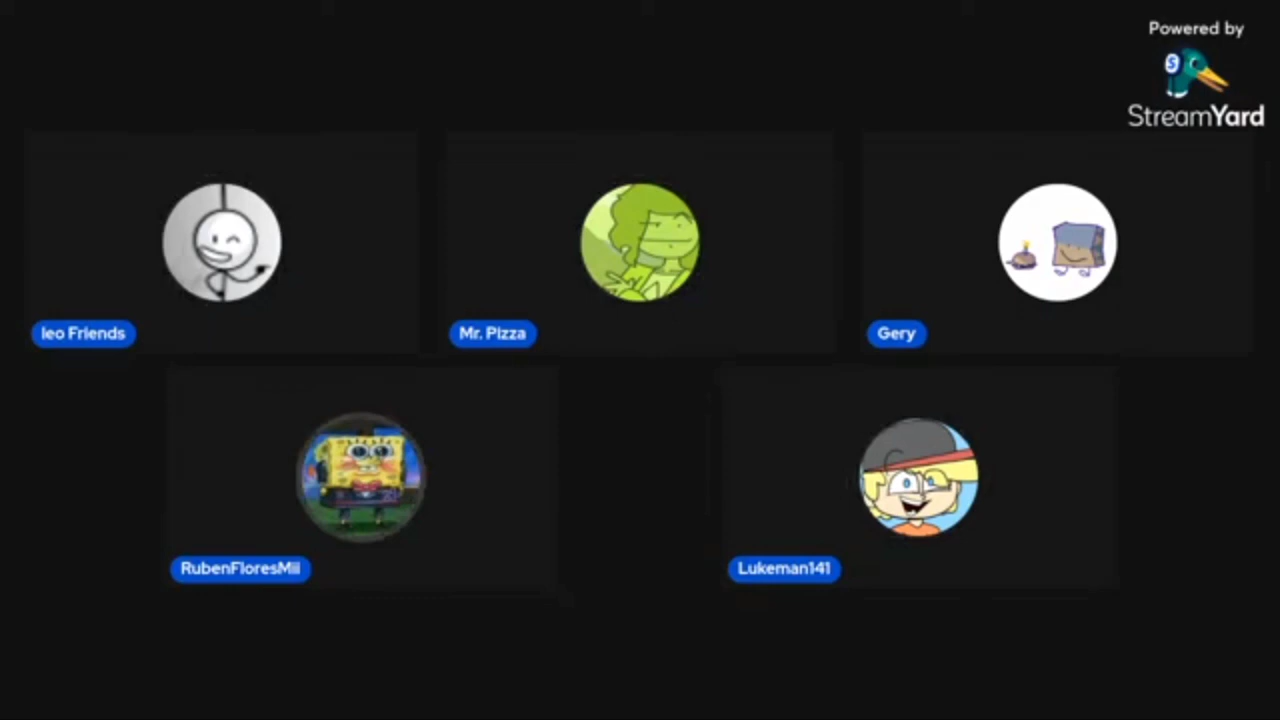 Powered by
StreamYard
leo Friends
Mr. Pizza
Gery
RubenFloresMii
Lukeman141